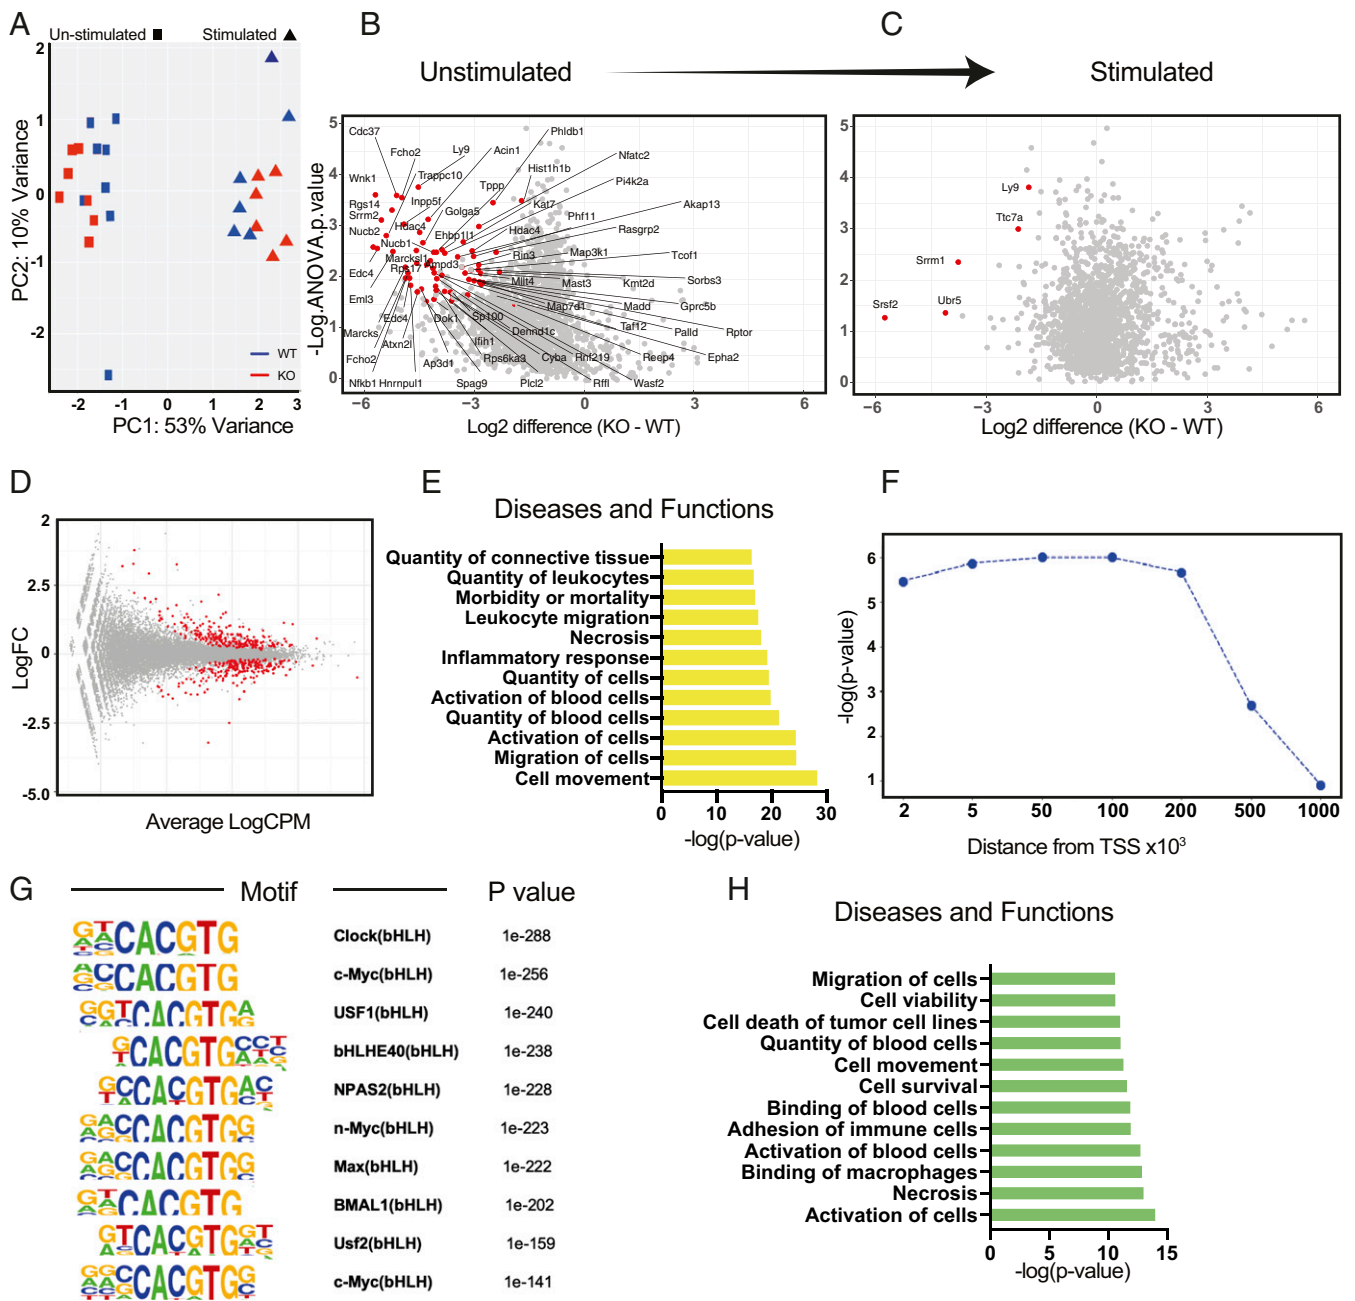 A
Un-stimulated
Stimulated
PC2: 10% Variance
2
1
0
-1
-2
WT
KO
-2
-1
0
1
2
3
PC1: 53% Variance
B
C
Unstimulated
Stimulated
-Log.ANOVA.p.value
5
4
3
2
1
0
Cdc37
Fcho2
Ly9
Acin1
Phldb1
Nfatc2
Trappc10
Hist1h1b
Wnk1
Tppp
Pi4k2a
Inpp5f
Rgs14
Kat7
Akap13
Srrm2
Golga5
Phf11
Hdac4
Hdac4
Rasgrp2
Nucb2
Ehbp1l1
Nucb1
Rin3
Map3k1
Tcof1
Marcksl1
Ampd3
Edc4
Rps17
Milt4
Mast3
Kmt2d
Sorbs3
Eml3
Map7d1
Madd
Gprc5b
Edc4
Dok1
Sp100
Marcks
Dennd1c
Taf12
Palld
Rptor
Atxn2l
Ifih1
Fcho2
Ap3d1
Rps6ka3
Cyba
Rnf219
Reep4
Epha2
Nfkb1
Hnrnpul1
Spag9
Plcl2
Rffl
Wasf2
−6
−3
0
3
6
Log2 difference (KO - WT)
5
4
3
2
1
0
Ly9
Ttc7a
Srrm1
Srsf2
Ubr5
−6
−3
0
3
6
Log2 difference (KO - WT)
D
LogFC
2
2.5
0
-2.5
-5.0
Average LogCPM
E
Diseases and Functions
Quantity of connective tissue
Quantity of leukocytes
Morbidity or mortality
Leukocyte migration
Necrosis
Inflammatory response
Quantity of cells
Activation of blood cells
Quantity of blood cells
Activation of cells
Migration of cells
Cell movement
0
10
20
30
-log(p-value)
F
-log(p-value)
6
5
4
3
2
1
2
5
50
100
200
500
1000
Distance from TSS x10³
G
Motif
P value
Clock(bHLH)
1e-288
c-Myc(bHLH)
1e-256
USF1(bHLH)
1e-240
bHLHE40(bHLH)
1e-238
NPAS2(bHLH)
1e-228
n-Myc(bHLH)
1e-223
Max(bHLH)
1e-222
BMAL1(bHLH)
1e-202
Usf2(bHLH)
1e-159
c-Myc(bHLH)
1e-141
H
Diseases and Functions
Migration of cells
Cell viability
Cell death of tumor cell lines
Quantity of blood cells
Cell movement
Cell survival
Binding of blood cells
Adhesion of immune cells
Activation of blood cells
Binding of macrophages
Necrosis
Activation of cells
0
5
10
15
-log(p-value)